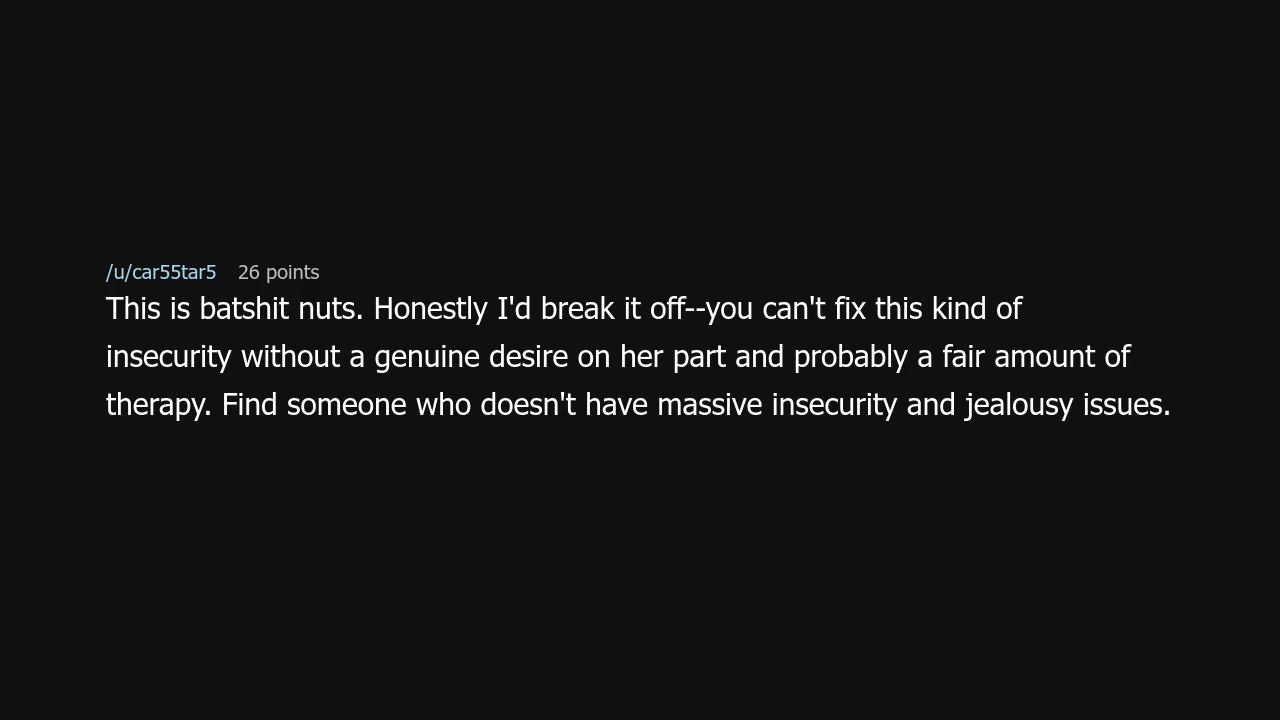 /u/car55tar5 26 points
This is batshit nuts. Honestly I'd break it off--you can't fix this kind of
insecurity without a genuine desire on her part and probably a fair amount of
therapy. Find someone who doesn't have massive insecurity and jealousy issues.